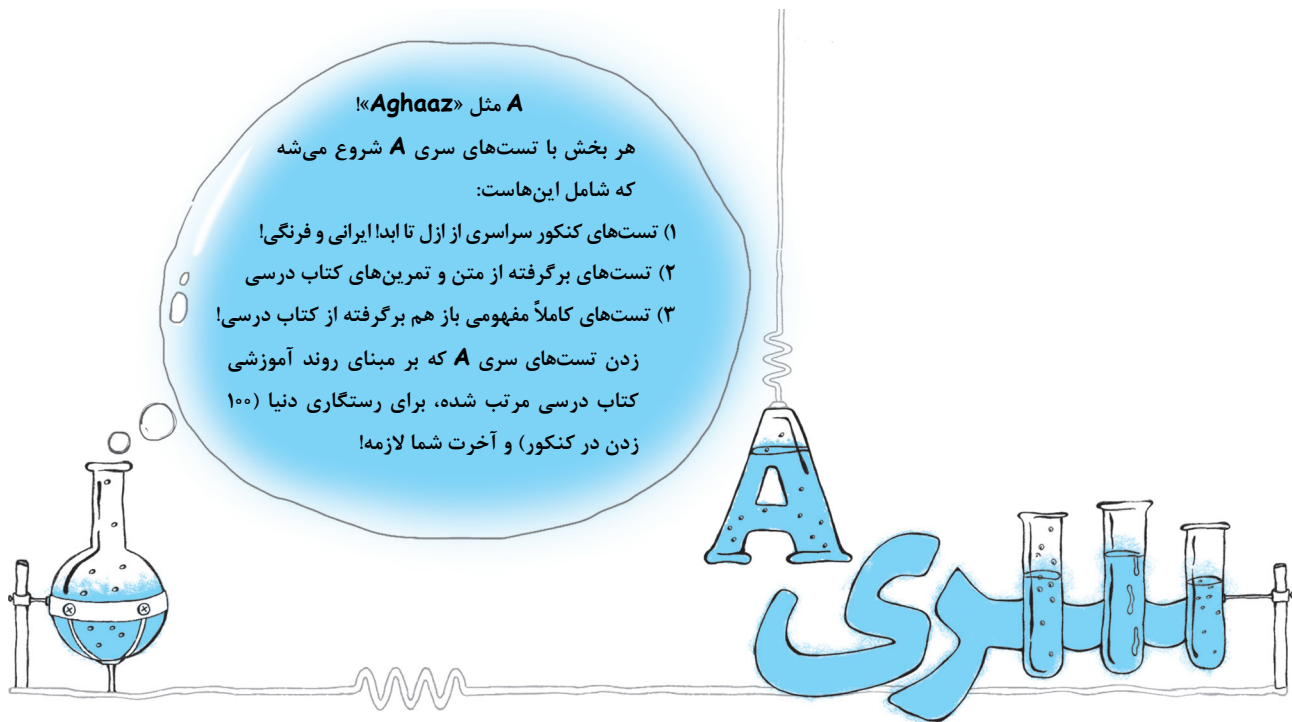 A مثل «Aghaaz»!
هر بخش با تست‌های سری A شروع می‌شه
که شامل این‌هاست:
۱) تست‌های کنکور سراسری از ازل تا ابد! ایرانی و فرنگی!
۲) تست‌های برگرفته از متن و تمرین‌های کتاب درسی
۳) تست‌های کاملاً مفهومی باز هم برگرفته از کتاب درسی!
زدن تست‌های سری A که بر مبنای روند آموزشی
کتاب درسی مرتب شده، برای رستگاری دنیا (۱۰۰
زدن در کنکور) و آخرت شما لازمه!
سری A